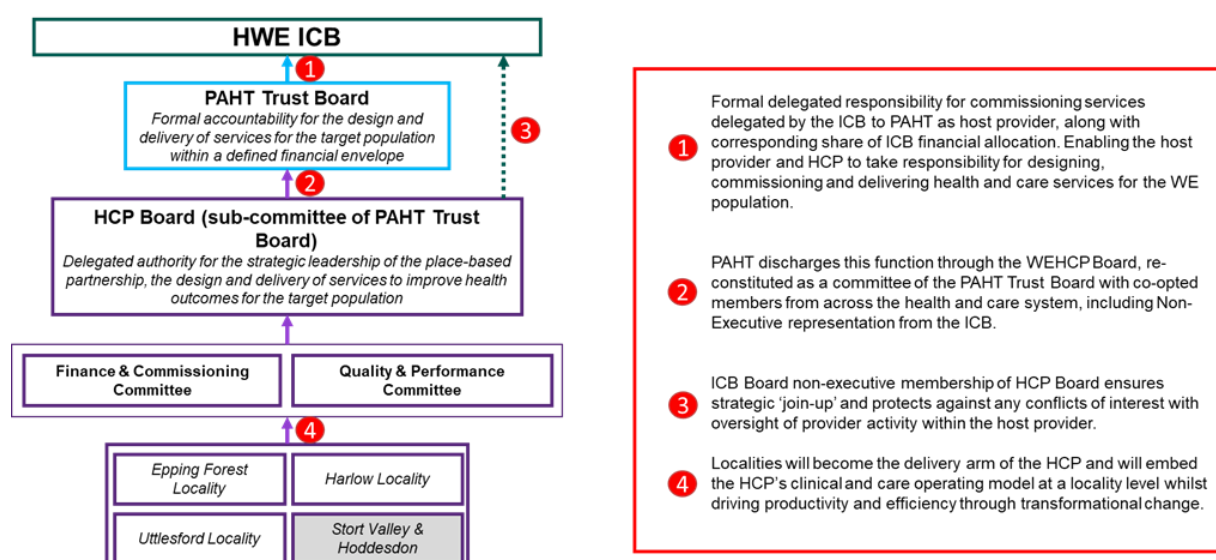 HWE ICB
1
PAHT Trust Board
Formal accountability for the design and
delivery of services for the target population
within a defined financial envelope
3
2
HCP Board (sub-committee of PAHT Trust
Board)
Delegated authority for the strategic leadership of the place-based
partnership, the design and delivery of services to improve health
outcomes for the target population
Finance & Commissioning
Committee
Quality & Performance
Committee
4
Epping Forest
Locality
Harlow Locality
Uttlesford Locality
Stort Valley &
Hoddesdon
1
Formal delegated responsibility for commissioning services
delegated by the ICB to PAHT as host provider, along with
corresponding share of ICB financial allocation. Enabling the host
provider and HCP to take responsibility for designing,
commissioning and delivering health and care services for the WE
population.
2
PAHT discharges this function through the WEHCP Board, re-
constituted as a committee of the PAHT Trust Board with co-opted
members from across the health and care system, including Non-
Executive representation from the ICB.
3
ICB Board non-executive membership of HCP Board ensures
strategic ‘join-up’ and protects against any conflicts of interest with
oversight of provider activity within the host provider.
4
Localities will become the delivery arm of the HCP and will embed
the HCP’s clinical and care operating model at a locality level whilst
driving productivity and efficiency through transformational change.